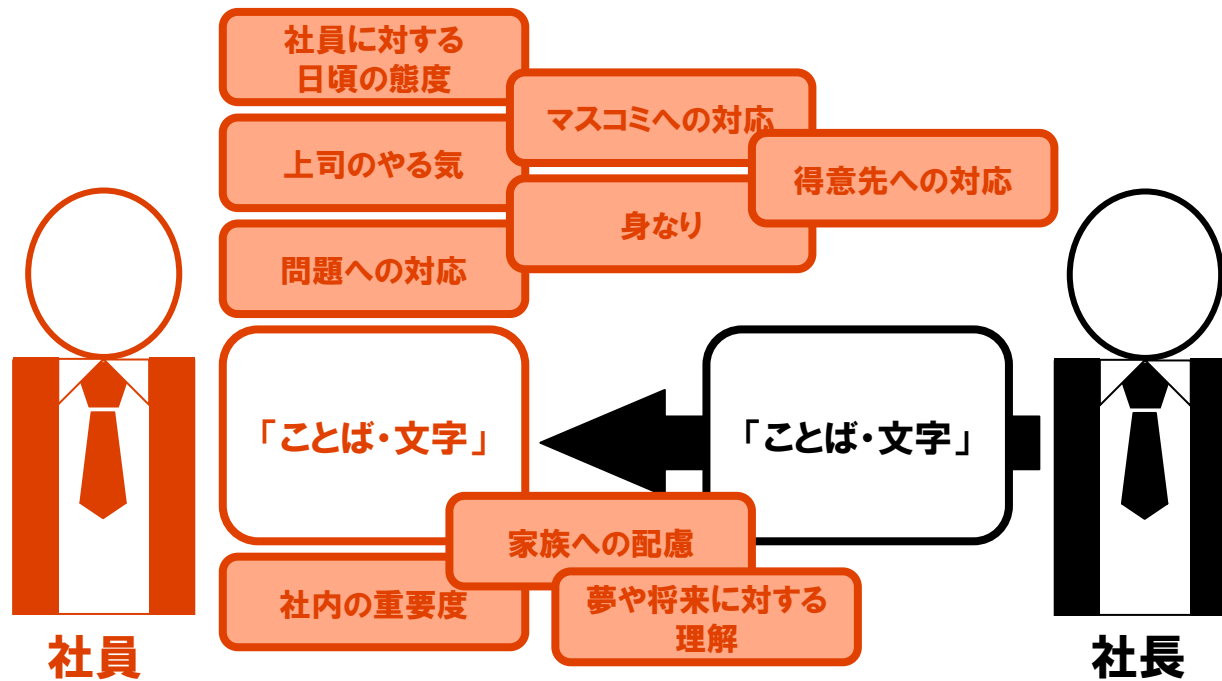 社員に対する
日頃の態度
マスコミへの対応
上司のやる気
得意先への対応
身なり
問題への対応
「ことば・文字」
「ことば・文字」
家族への配慮
社内の重要度
夢や将来に対する
理解
社員
社長